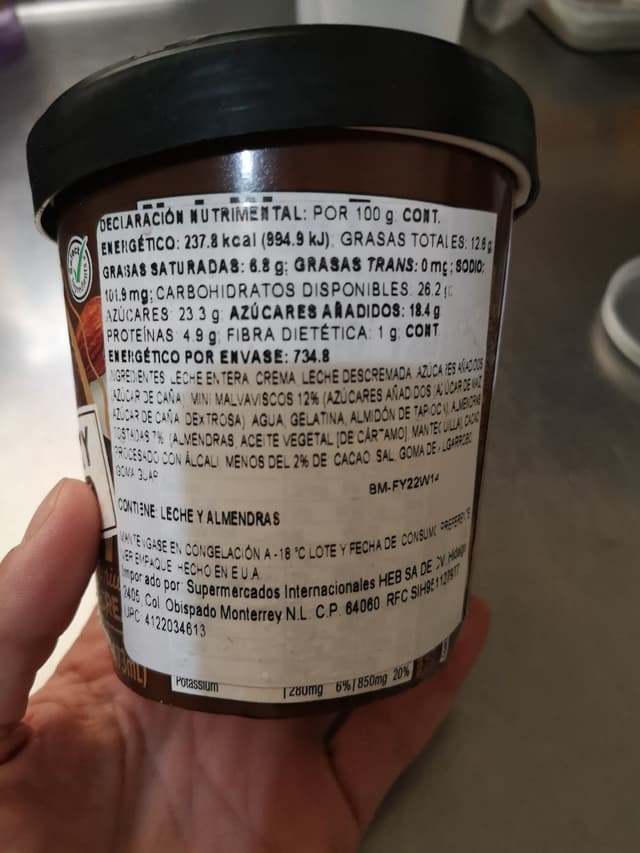 DECLARACIÓN NUTRIMENTAL: POR 100 g. CONT.
ENERGÉTICO: 237.8 kcal (994.9 kJ), GRASAS TOTALES: 12.6 g
GRASAS SATURADAS: 6.8 g; GRASAS TRANS: 0 mg; SODIO:
101.9 mg; CARBOHIDRATOS DISPONIBLES. 26.2 g;
AZÚCARES: 23.3 g. AZÚCARES AÑADIDOS: 18.4 g
PROTEÍNAS 4.9 g; FIBRA DIETÉTICA: 1 g. CONT
ENERGÉTICO POR ENVASE: 734.8
INGREDIENTES LECHE ENTERA CREMA LECHE DESCREMADA AZÚCARES AÑADIDOS
(AZÚCAR DE CAÑA) MINI MALVAVISCOS 12% (AZÚCARES AÑADIDOS (AZÚCAR DE MAÍZ
AZÚCAR DE CAÑA DEXTROSA) AGUA, GELATINA, ALMIDÓN DE TAPIOCA), ALMENDRAS
TOSTADAS 7% (ALMENDRAS, ACEITE VEGETAL [DE CÁRTAMO], MANTEQUILLA), CACAO
PROCESADO CON ÁLCALI MENOS DEL 2% DE CACAO SAL, GOMA DE ALGARROBO
GOMA GUAR
BM-FY22W14
CONTIENE: LECHE Y ALMENDRAS
MANTÉNGASE EN CONGELACIÓN A -18 °C LOTE Y FECHA DE CONSUMO PREFERENTE
VER EMPAQUE HECHO EN E.U.A.
Importado por: Supermercados Internacionales HEB SA DE CV. Hidalgo
2405, Col. Obispado Monterrey N.L. C.P. 64060 RFC
UPC 4122034613
Potassium 280mg 6% 850mg 20%